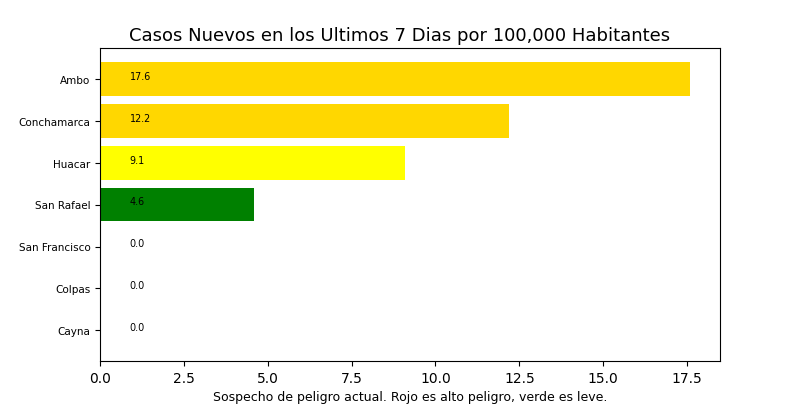 Casos Nuevos en los Ultimos 7 Dias por 100,000 Habitantes
Ambo 17.6
Conchamarca 12.2
Huacar 9.1
San Rafael 4.6
San Francisco 0.0
Colpas 0.0
Cayna 0.0
0.0 2.5 5.0 7.5 10.0 12.5 15.0 17.5
Sospecho de peligro actual. Rojo es alto peligro, verde es leve.